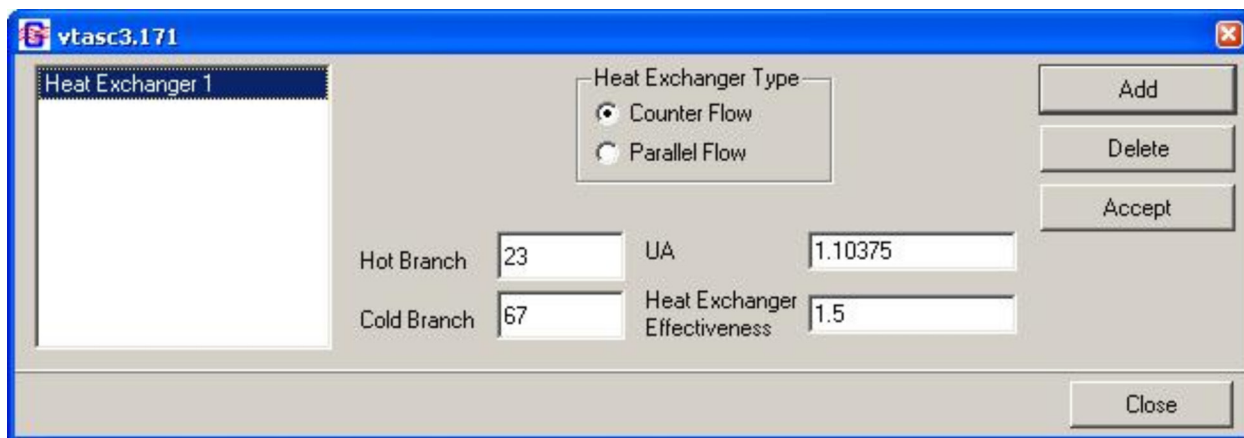 vtasc3.171
Heat Exchanger 1
Heat Exchanger Type
Counter Flow
Parallel Flow
Add
Delete
Accept
Hot Branch 23 UA 1.10375
Cold Branch 67 Heat Exchanger
Effectiveness 1.5
Close